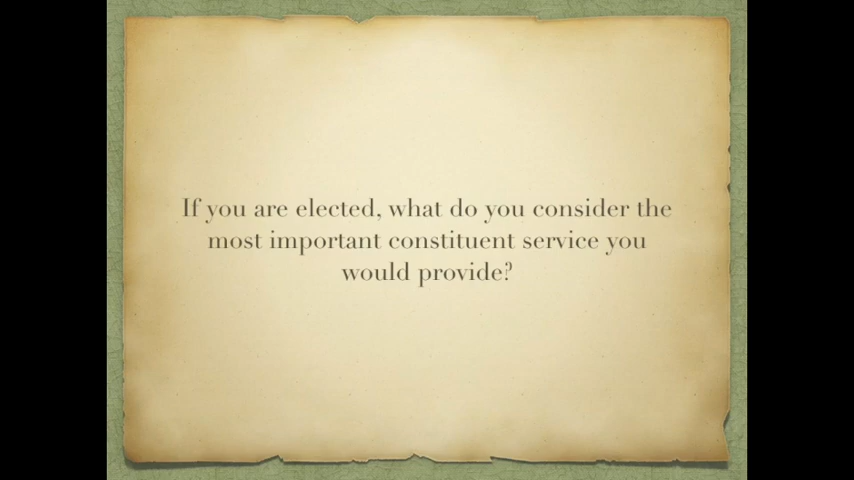 If you are elected, what do you consider the
most important constituent service you
would provide?